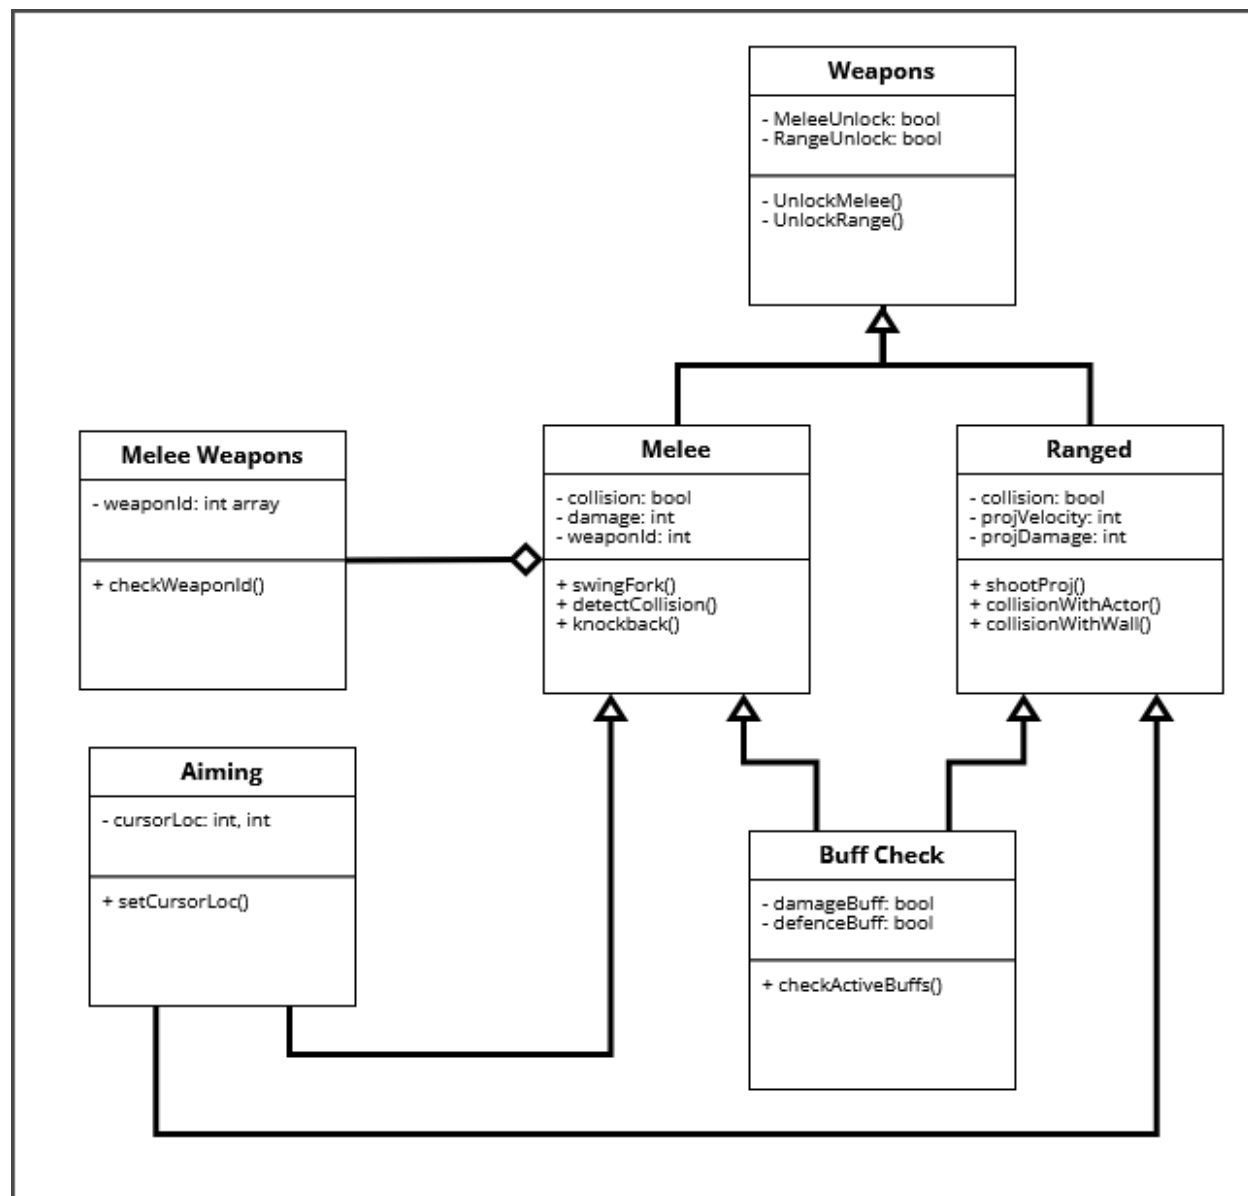 Weapons
- MeleeUnlock: bool
- RangeUnlock: bool
- UnlockMelee()
- UnlockRange()
Melee Weapons
- weaponId: int array
+ checkWeaponId()
Melee
- collision: bool
- damage: int
- weaponId: int
+ swingFork()
+ detectCollision()
+ knockback()
Ranged
- collision: bool
- projVelocity: int
- projDamage: int
+ shootProj()
+ collisionWithActor()
+ collisionWithWall()
Aiming
- cursorLoc: int, int
+ setCursorLoc()
Buff Check
- damageBuff: bool
- defenceBuff: bool
+ checkActiveBuffs()